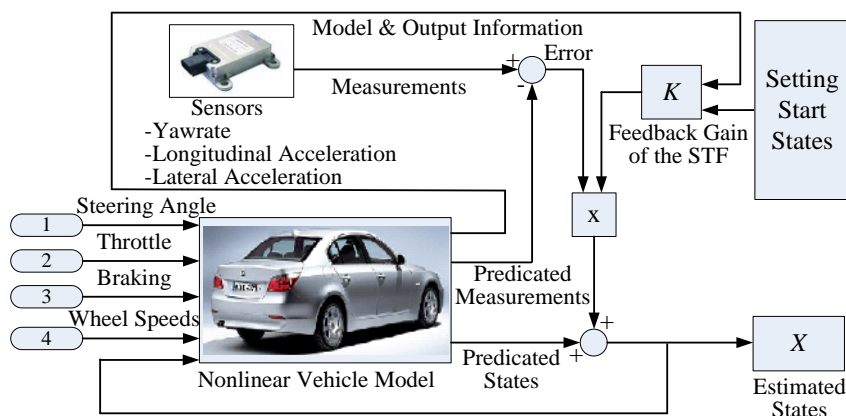 Model & Output Information
Error
Measurements
+
-
Sensors
-Yawrate
-Longitudinal Acceleration
-Lateral Acceleration
K
Feedback Gain
of the STF
Setting
Start
States
x
1
Steering Angle
2
Throttle
3
Braking
4
Wheel Speeds
Predicated
Measurements
+
+
Predicated
States
Nonlinear Vehicle Model
X
Estimated
States